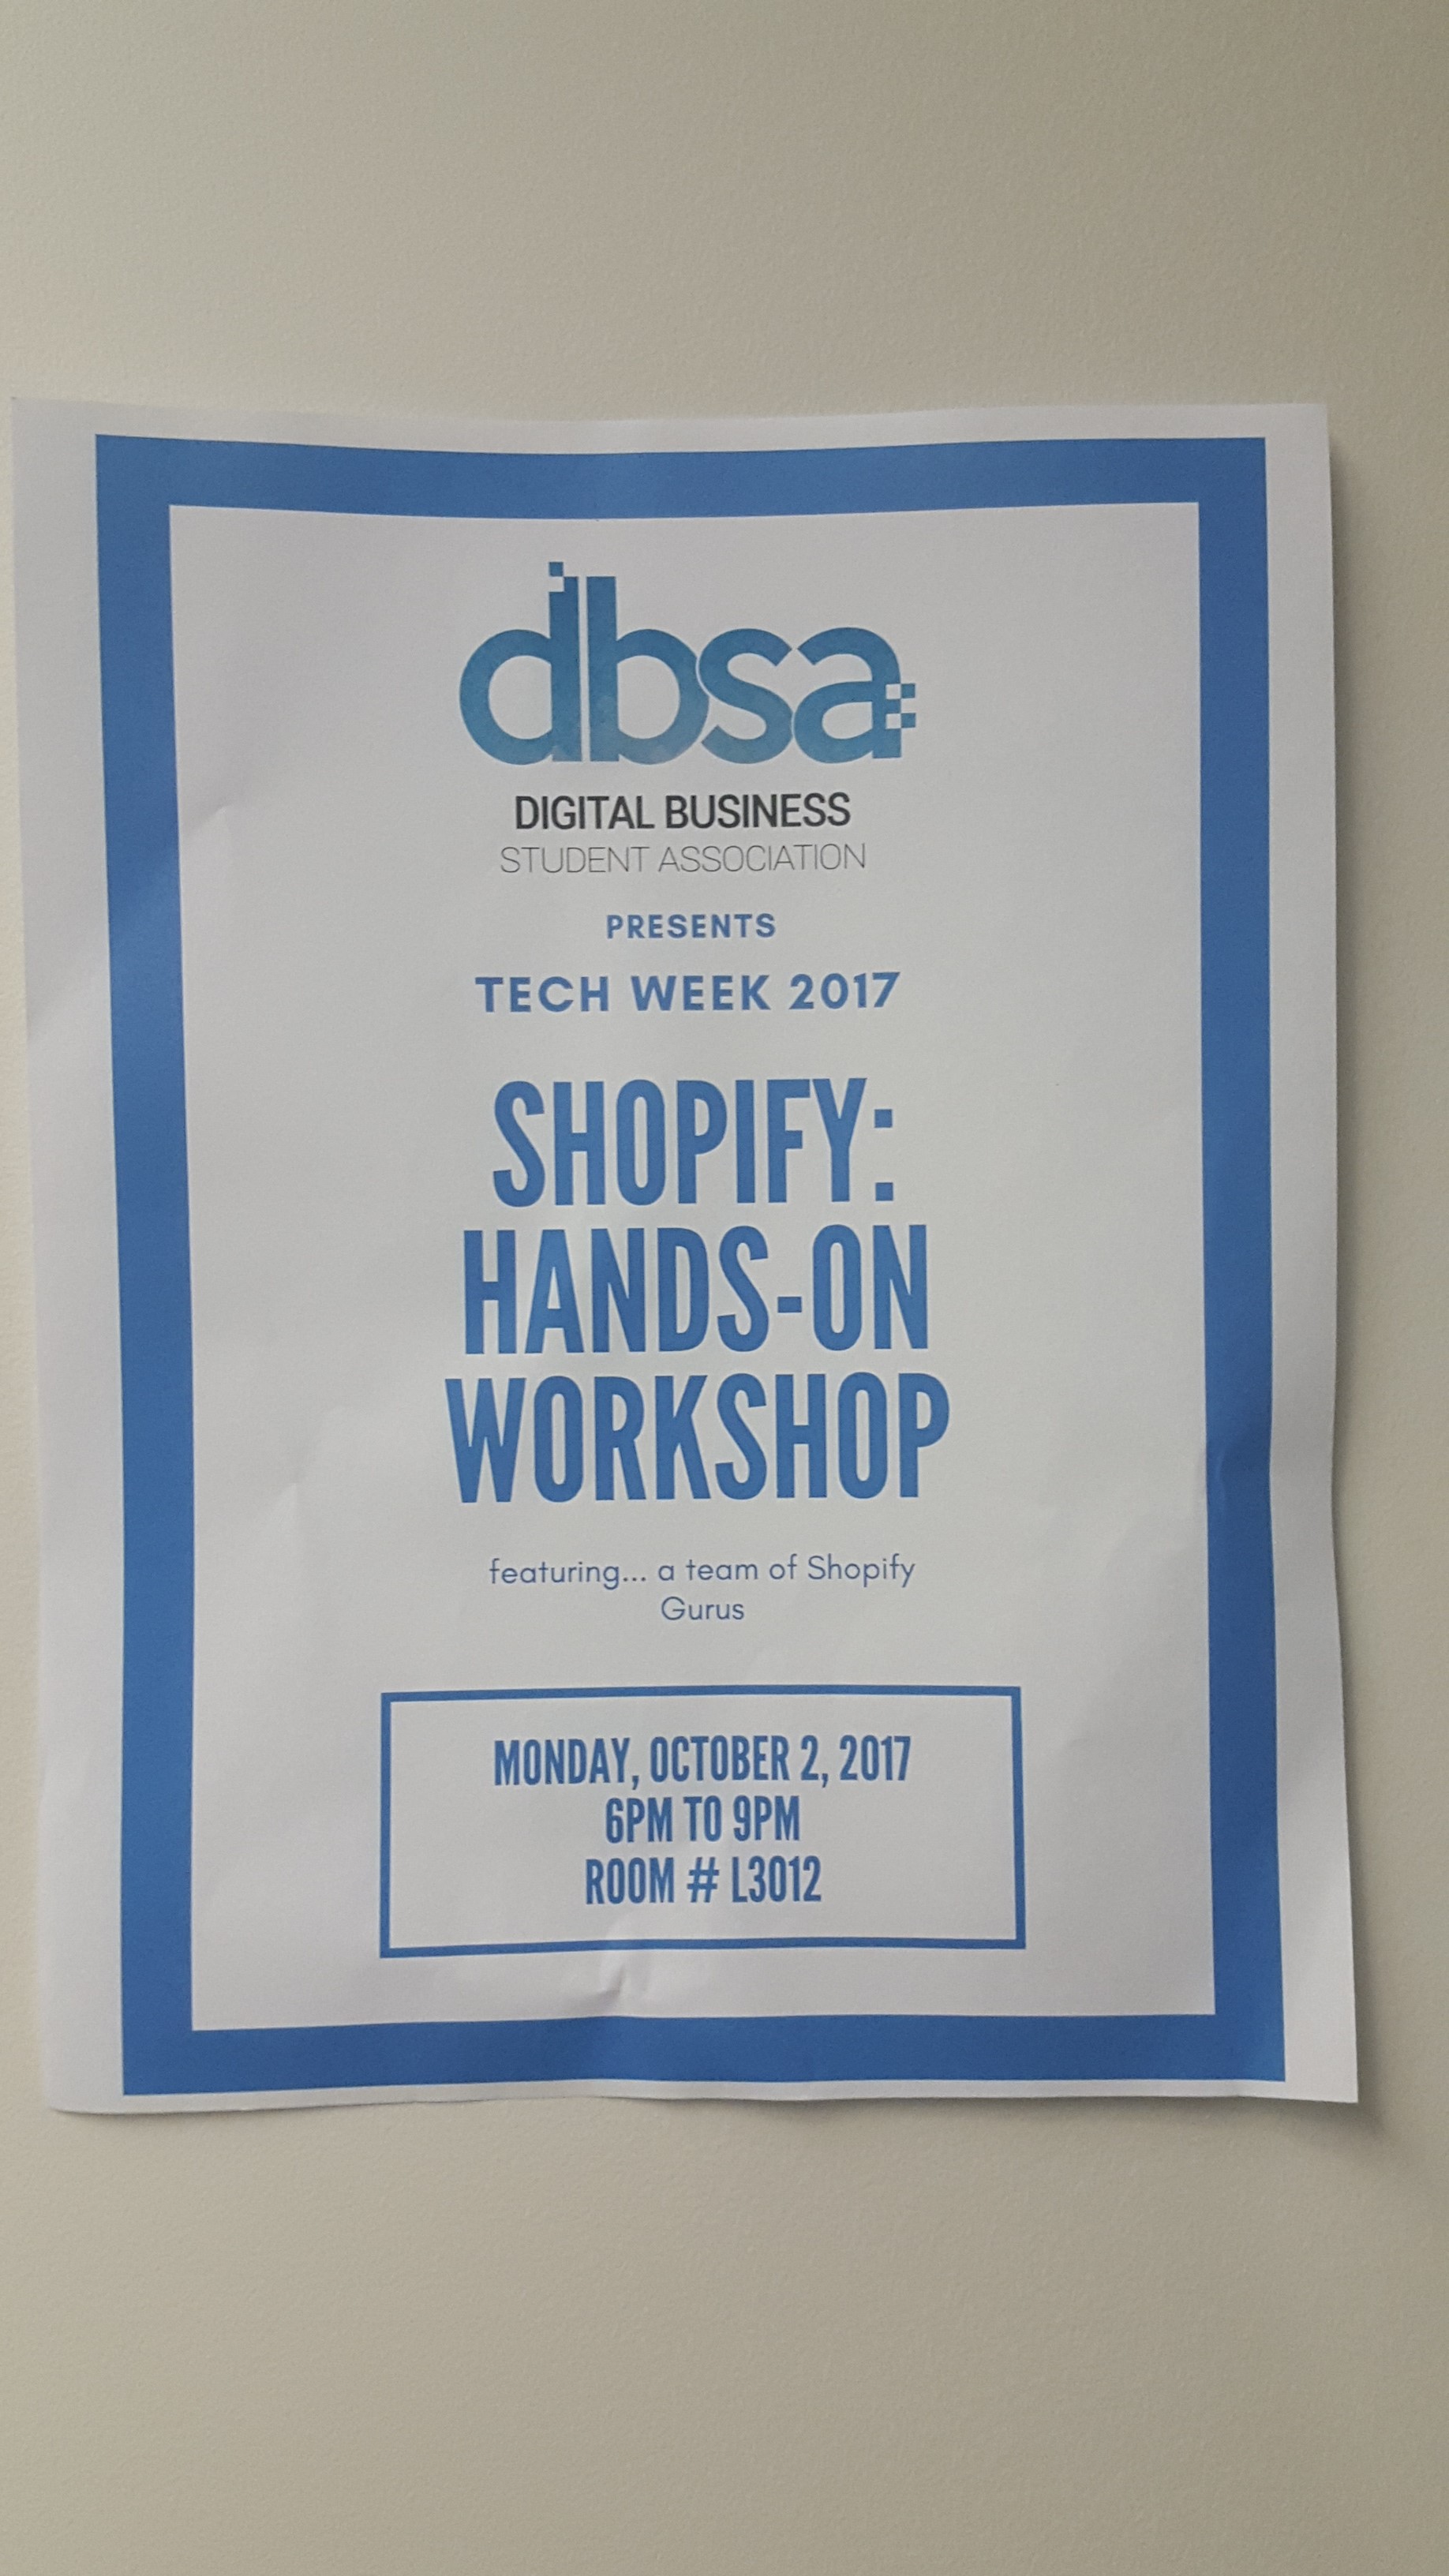 dbsa
DIGITAL BUSINESS
STUDENT ASSOCIATION
PRESENTS
TECH WEEK 2017
SHOPIFY:
HANDS-ON
WORKSHOP
featuring... a team of Shopify
Gurus
MONDAY, OCTOBER 2, 2017
6PM TO 9PM
ROOM # L3012